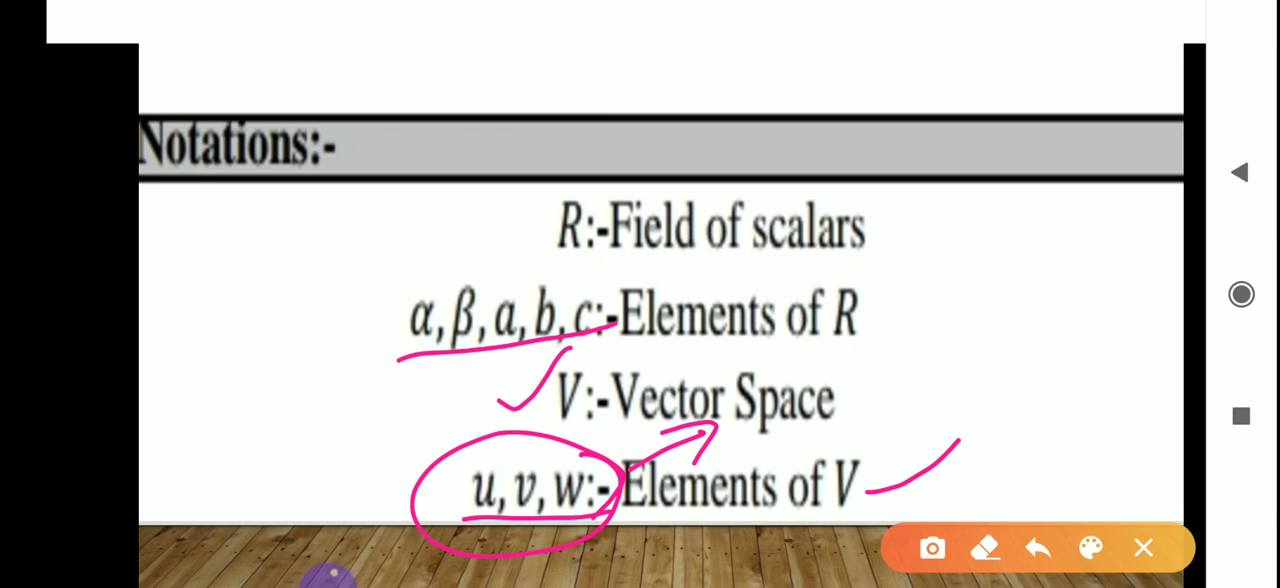 Notations:-
R:-Field of scalars
α, β, a, b, c:-Elements of R
V:-Vector Space
u, v, w:- Elements of V